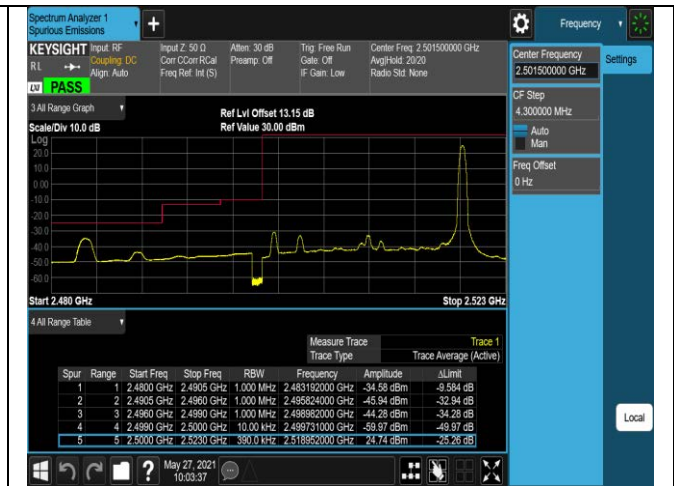 Spectrum Analyzer 1
Spurious Emissions
Frequency
KEYSIGHT Input: RF Input Z: 50 Ω Atten: 30 dB Trig: Free Run Center Freq: 2.501500000 GHz
RL Coupling: DC Corr CCorr RCal Preamp: Off Gate: Off Avg|Hold: 20/20
Align: Auto Freq Ref: Int (S) IF Gain: Low Radio Std: None
LXI PASS
Center Frequency
2.501500000 GHz
Settings
CF Step
4.300000 MHz
Auto
Man
Freq Offset
0 Hz
3 All Range Graph
Ref Lvl Offset 13.15 dB
Scale/Div 10.0 dB Ref Value 30.00 dBm
Log
20.0
10.0
0.00
-10.0
-20.0
-30.0
-40.0
-50.0
-60.0
Start 2.480 GHz Stop 2.523 GHz
4 All Range Table
Measure Trace Trace 1
Trace Type Trace Average (Active)
Spur Range Start Freq Stop Freq RBW Frequency Amplitude ΔLimit
1 1 2.4800 GHz 2.4905 GHz 1.000 MHz 2.483192000 GHz -34.58 dBm -9.584 dB
2 2 2.4905 GHz 2.4960 GHz 1.000 MHz 2.495824000 GHz -45.94 dBm -32.94 dB
3 3 2.4960 GHz 2.4990 GHz 1.000 MHz 2.498982000 GHz -44.28 dBm -34.28 dB
4 4 2.4990 GHz 2.5000 GHz 10.00 kHz 2.499731000 GHz -59.97 dBm -49.97 dB
5 5 2.5000 GHz 2.5230 GHz 390.0 kHz 2.518952000 GHz 24.74 dBm -25.26 dB
Local
May 27, 2021
10:03:37